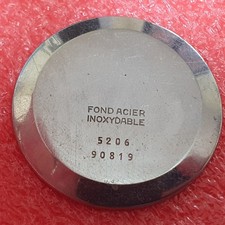 FOND ACIER
INOXYDABLE
5206
90819